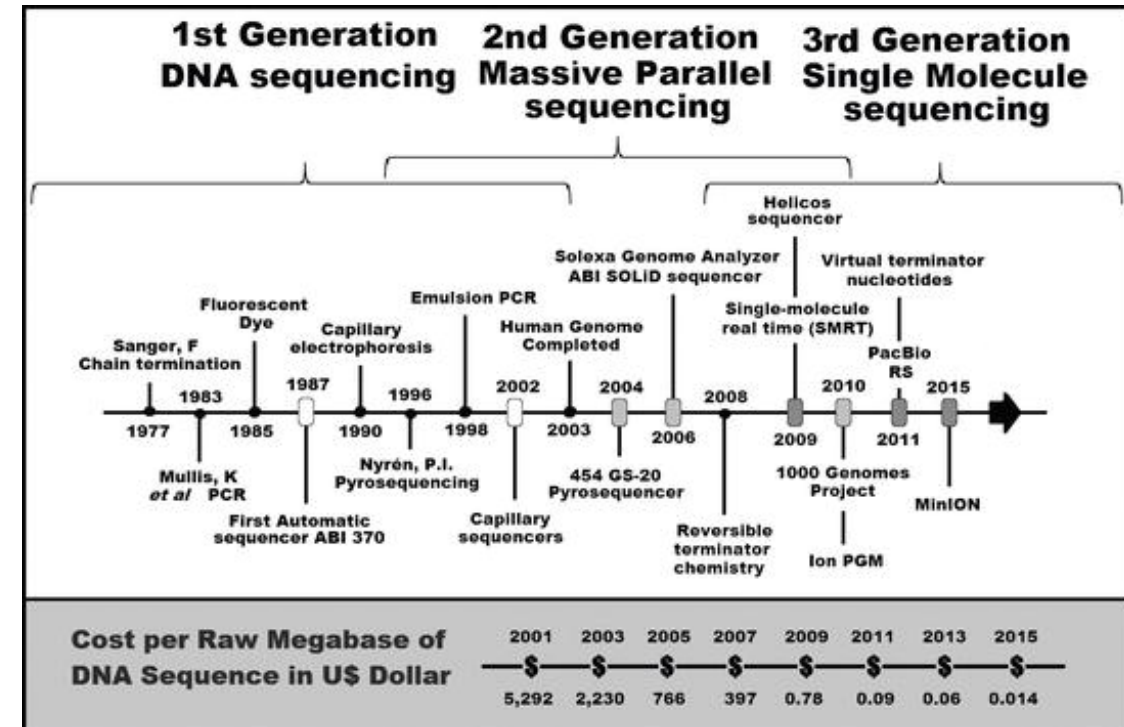 1st Generation
DNA sequencing
2nd Generation
Massive Parallel
sequencing
3rd Generation
Single Molecule
sequencing
Sanger, F
Chain termination
1977
1983
Mullis, K
et al PCR
Fluorescent
Dye
1985
1987
First Automatic
sequencer ABI 370
Capillary
electrophoresis
1990
1996
Nyrén, P.I.
Pyrosequencing
Emulsion PCR
1998
2002
Capillary
sequencers
Human Genome
Completed
2003
2004
454 GS-20
Pyrosequencer
Solexa Genome Analyzer
ABI SOLiD sequencer
2006
2008
Reversible
terminator
chemistry
Helicos
sequencer
Single-molecule
real time (SMRT)
2009
2010
1000 Genomes
Project
Ion PGM
Virtual terminator
nucleotides
PacBio
RS
2011
2015
MinION
Cost per Raw Megabase of
DNA Sequence in U$ Dollar
2001 2003 2005 2007 2009 2011 2013 2015
$ $ $ $ $ $ $ $
5,292 2,230 766 397 0.78 0.09 0.06 0.014